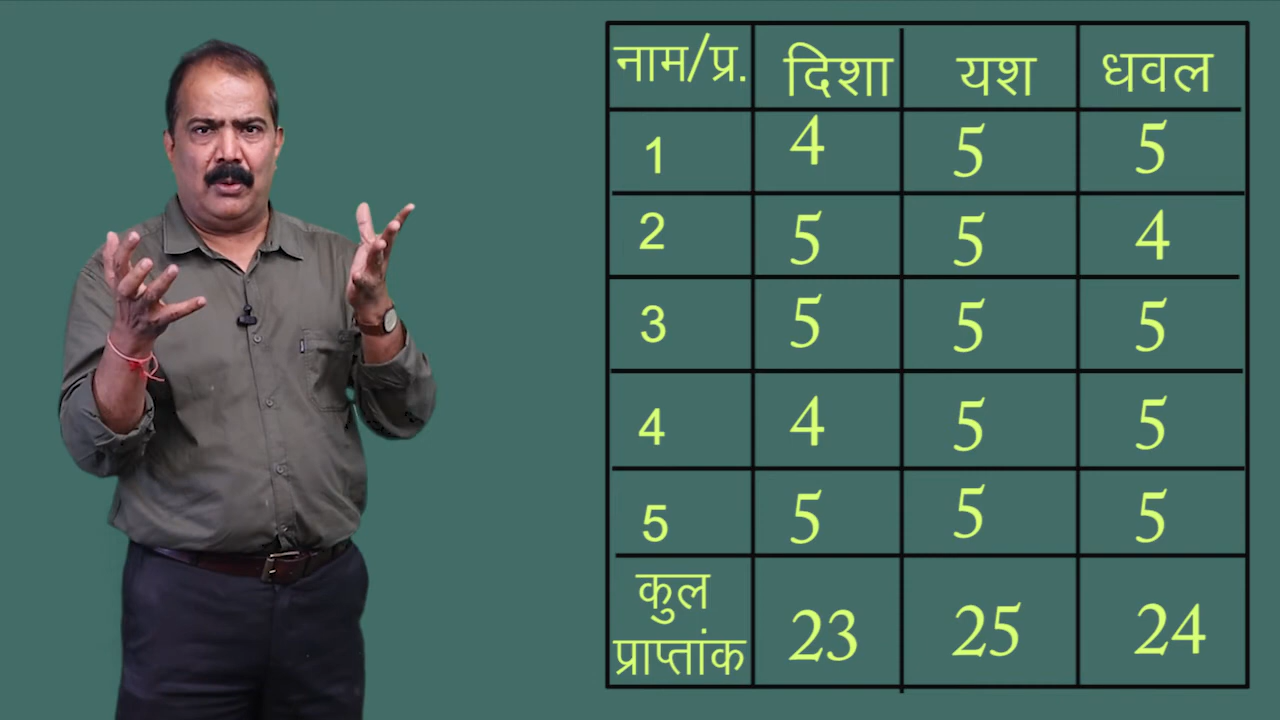 नाम/प्र. दिशा यश धवल
1 4 5 5
2 5 5 4
3 5 5 5
4 4 5 5
5 5 5 5
कुल
प्राप्तांक 23 25 24